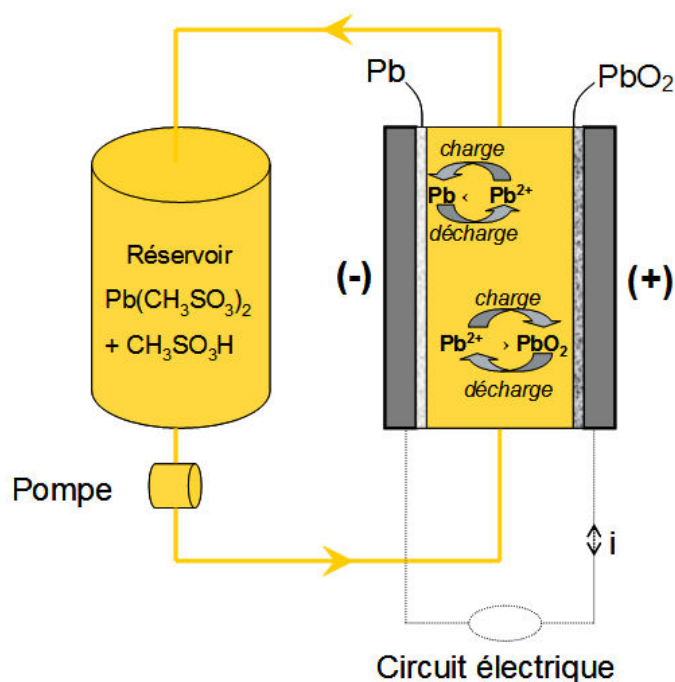 Pb
PbO₂
charge
Pb ‹ Pb²⁺
décharge
Réservoir
Pb(CH₃SO₃)₂
+ CH₃SO₃H
(-)
(+)
charge
Pb²⁺ › PbO₂
décharge
Pompe
i
Circuit électrique